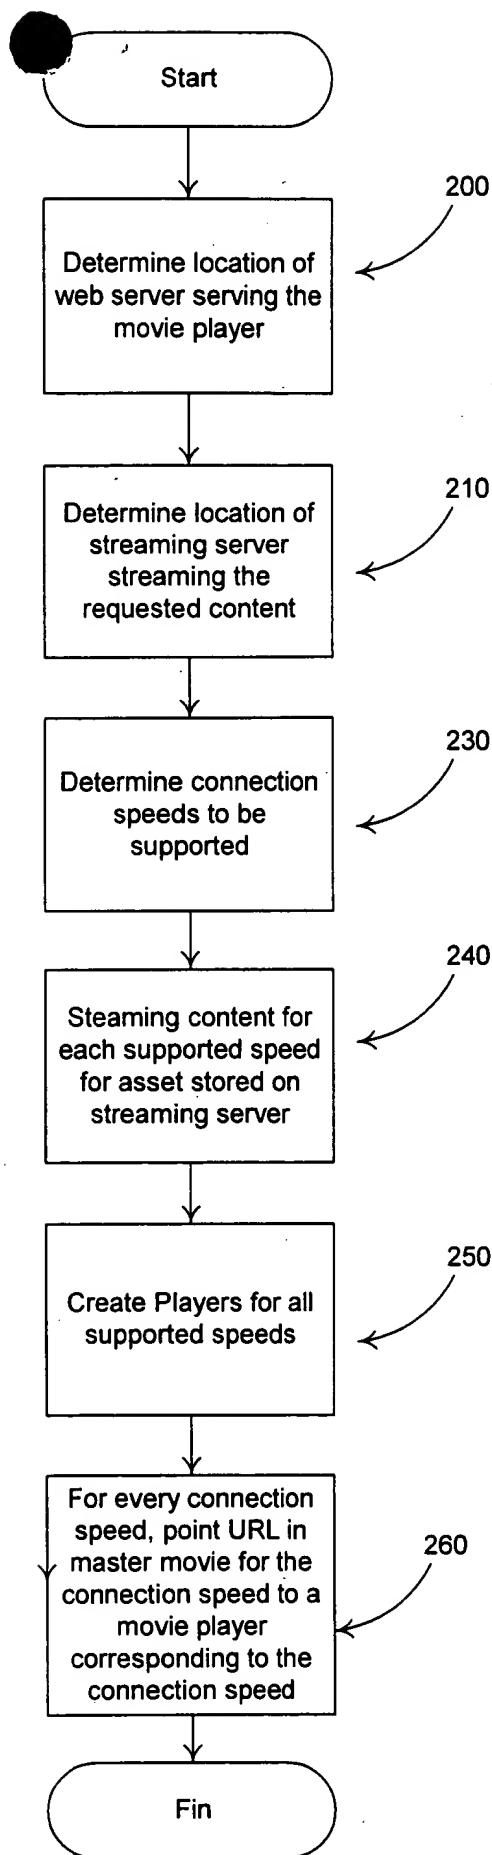 Start
200
Determine location of
web server serving the
movie player
210
Determine location of
streaming server
streaming the
requested content
230
Determine connection
speeds to be
supported
240
Steaming content for
each supported speed
for asset stored on
streaming server
250
Create Players for all
supported speeds
260
For every connection
speed, point URL in
master movie for the
connection speed to a
movie player
corresponding to the
connection speed
Fin